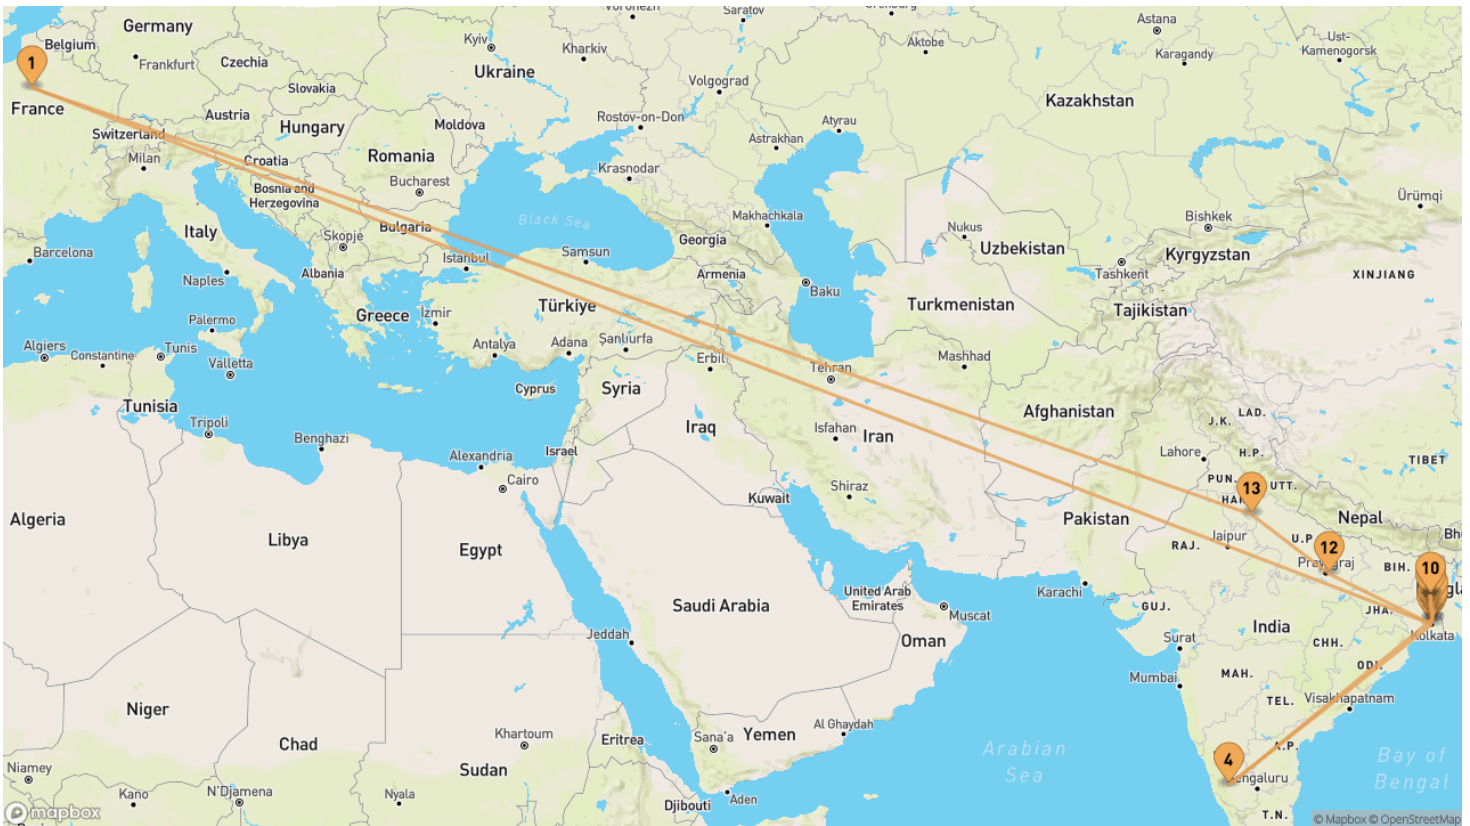 Germany
Belgium
Frankfurt
Czechia
Kyiv
Kharkiv
Voronezh
Saratov
Aktobe
Astana
Karagandy
Ust-
Kamenogorsk
1
France
Slovakia
Ukraine
Volgograd
Kazakhstan
Austria
Switzerland
Hungary
Moldova
Rostov-on-Don
Astrakhan
Atyrau
Milan
Croatia
Romania
Krasnodar
Bosnia and
Herzegovina
Bucharest
Ürümqi
Italy
Skopje
Bulgaria
Black Sea
Makhachkala
Nukus
Bishkek
Barcelona
Istanbul
Samsun
Georgia
Uzbekistan
Kyrgyzstan
Naples
Albania
Armenia
Baku
Tashkent
XINJIANG
Palermo
Greece
Izmir
Türkiye
Turkmenistan
Tajikistan
Algiers
Constantine
Tunis
Valletta
Antalya
Adana
Şanlıurfa
Erbil
Tehran
Mashhad
Tunisia
Cyprus
Syria
Afghanistan
J.K.
LAD.
Tripoli
Benghazi
Alexandria
Israel
Iraq
Isfahan
Iran
Lahore
H.P.
TIBET
Cairo
Kuwait
Shiraz
PUN.
UTT.
13
Algeria
Libya
Egypt
Pakistan
RAJ.
Jaipur
U.P.
Nepal
12
Prayagraj
BIH.
10
Saudi Arabia
United Arab
Emirates
Muscat
Karachi
GUJ.
JHA.
Jeddah
Oman
Surat
India
CHH.
Kolkata
Mumbai
MAH.
TEL.
Visakhapatnam
Niger
Chad
Khartoum
Eritrea
Sana'a
Yemen
Al Ghaydah
Arabian
Sea
4
A.P.
Bay of
Bengal
Niamey
Sudan
Bengaluru
Kano
N'Djamena
Nyala
Djibouti
Aden
T.N.
mapbox
© Mapbox © OpenStreetMap